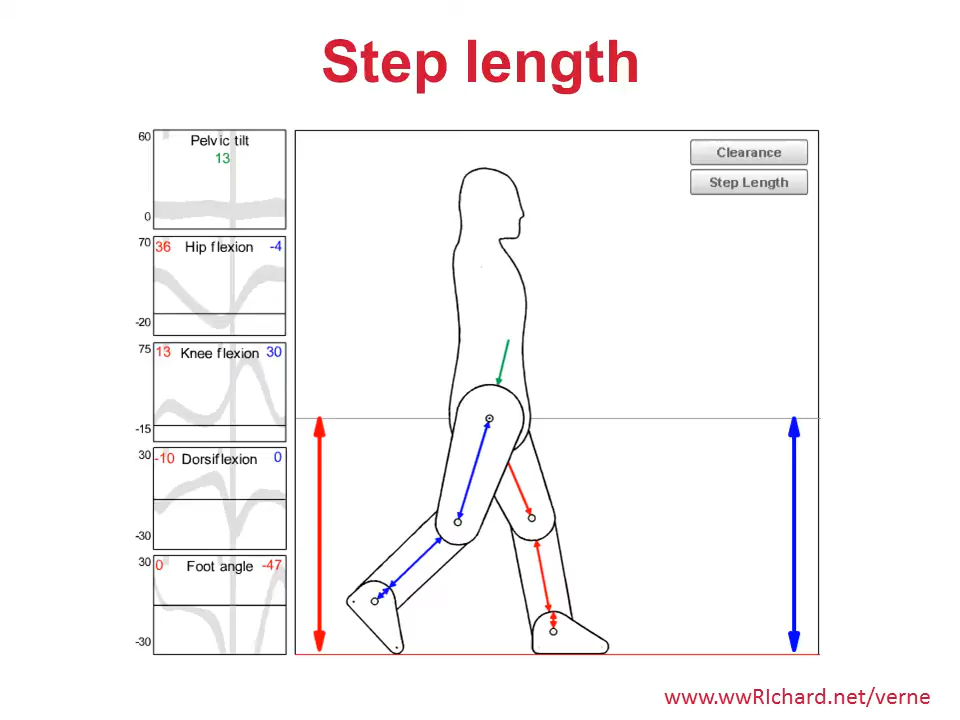 Step length
60
Pelvic tilt
13
0
70
36 Hip flexion -4
-20
75
13 Knee flexion 30
-15
30
-10 Dorsiflexion 0
-30
30
0 Foot angle -47
-30
Clearance
Step Length
www.wwRIchard.net/verne